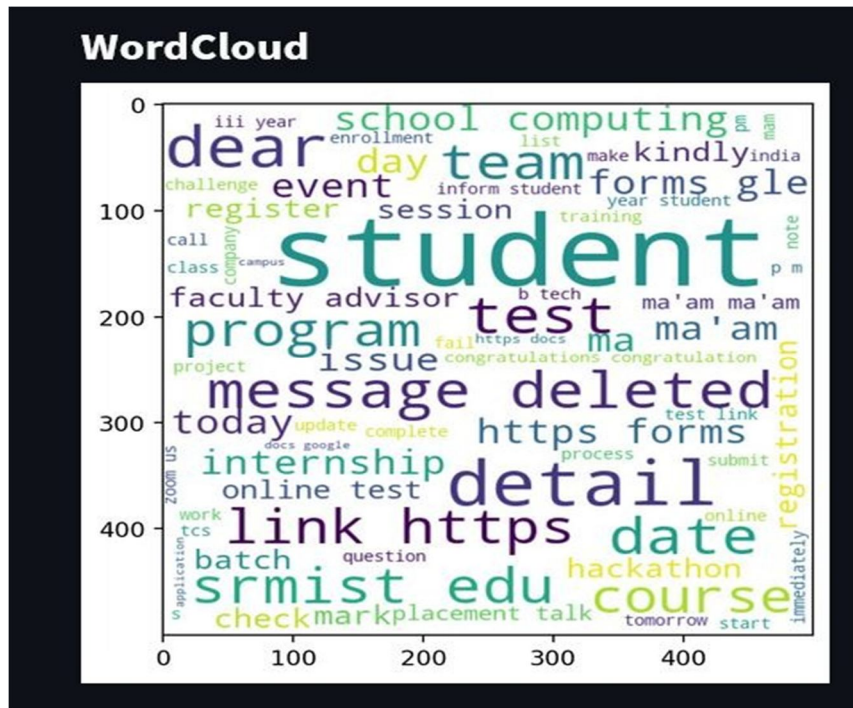 WordCloud
0
iii year
school computing
pm
mam
dear
enrollment
list
day
team
make
kindly
india
challenge
event
inform student
forms gle
100
register
session
year student
training
note
call
company
student
class
campus
p m
faculty advisor
b tech
ma'am ma'am
200
program
test
ma'am
fail
https docs
ma
project
issue
congratulations congratulation
message deleted
registration
300
today
update
complete
test link
https forms
docs google
zoom us
internship
process
submit
online test
detail
400
work
tcs
link https
online
date
application
batch
question
hackathon
immediately
srmist edu
course
s
check
mark
placement talk
tomorrow
start
0
100
200
300
400